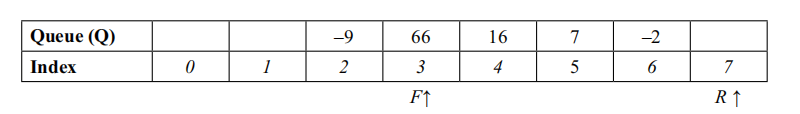 Queue (Q) –9 66 16 7 –2
Index 0 1 2 3 4 5 6 7
F↑ R ↑